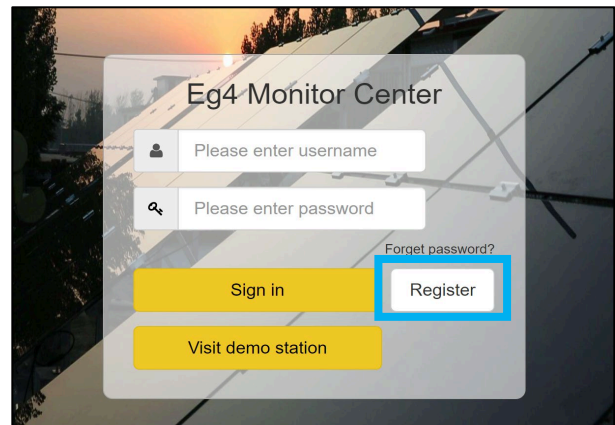 Eg4 Monitor Center
Please enter username
Please enter password
Forget password?
Sign in Register
Visit demo station